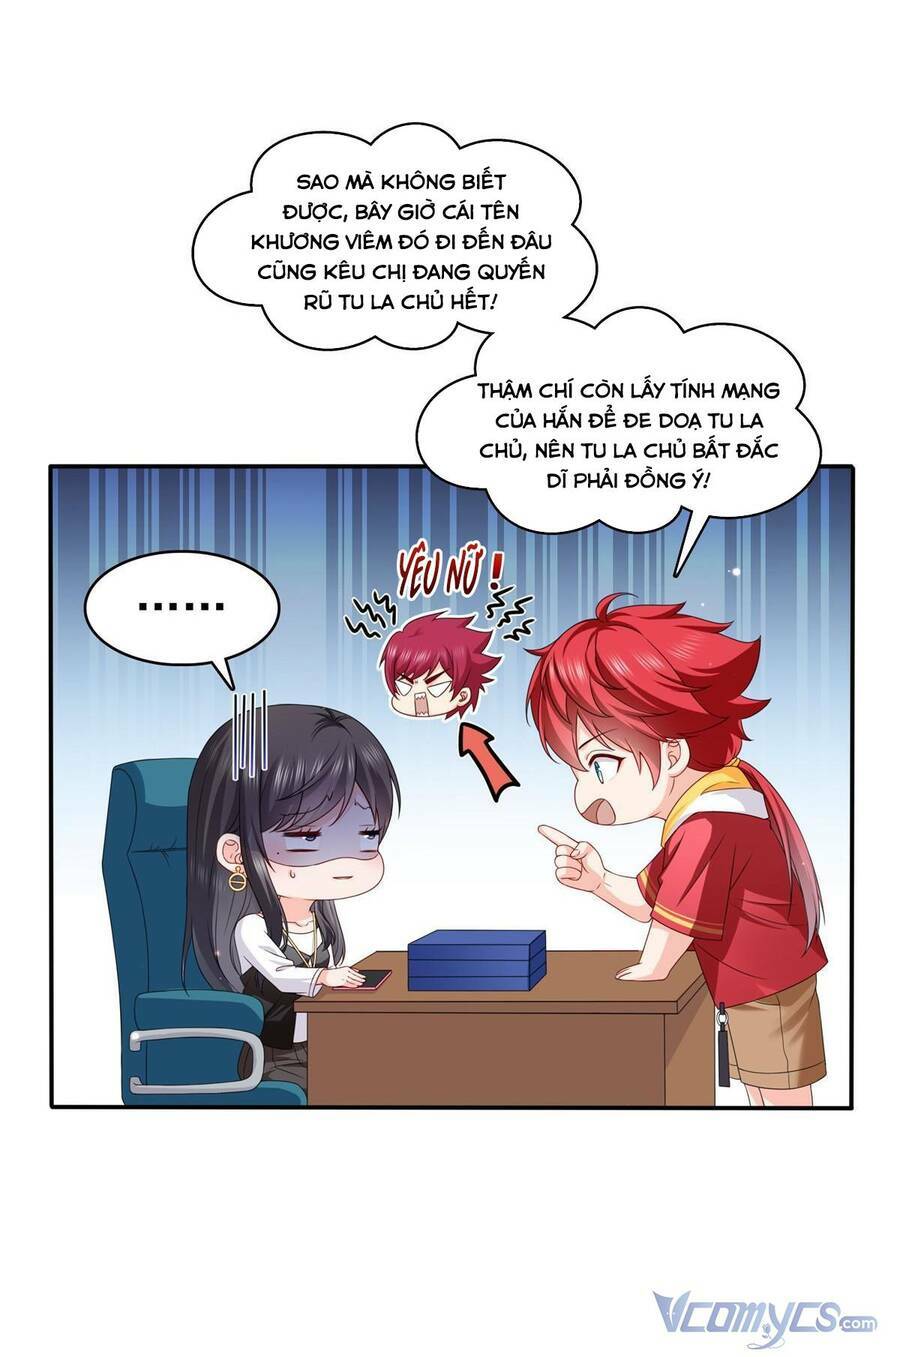 SAO MÀ KHÔNG BIẾT
ĐƯỢC, BÂY GIỜ CÁI TÊN
KHƯƠNG VIÊM ĐÓ ĐI ĐẾN ĐÂU
CŨNG KÊU CHỊ ĐANG QUYẾN
RŨ TU LA CHỦ HẾT!
THẬM CHÍ CÒN LẤY TÍNH MẠNG
CỦA HẮN ĐỂ ĐE DOẠ TU LA
CHỦ, NÊN TU LA CHỦ BẤT ĐẮC
DĨ PHẢI ĐỒNG Ý!
YÊU NỮ!
......
VCOMYCS.com